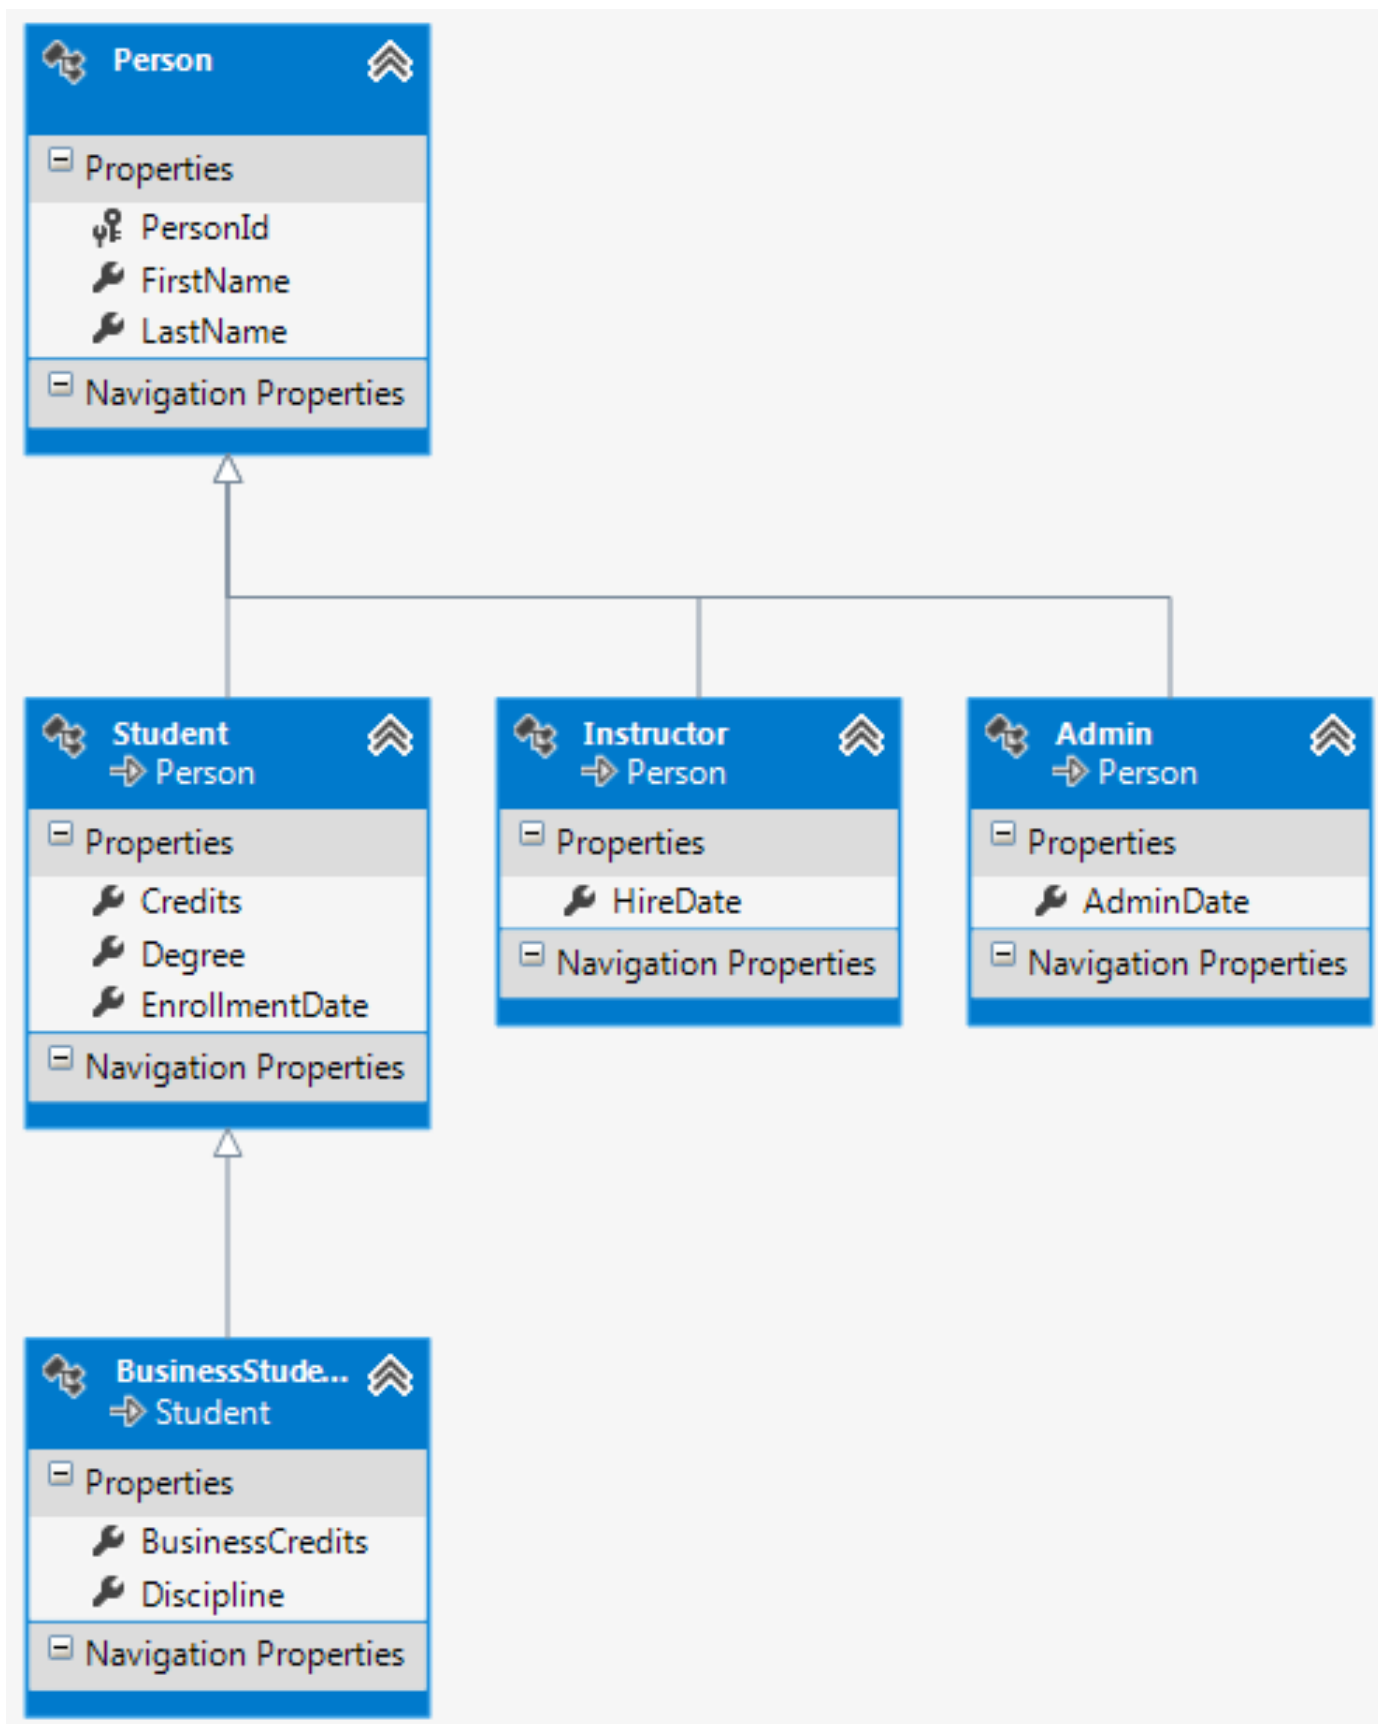 Person
Properties
PersonId
FirstName
LastName
Navigation Properties
Student
Person
Properties
Credits
Degree
EnrollmentDate
Navigation Properties
Instructor
Person
Properties
HireDate
Navigation Properties
Admin
Person
Properties
AdminDate
Navigation Properties
BusinessStude...
Student
Properties
BusinessCredits
Discipline
Navigation Properties